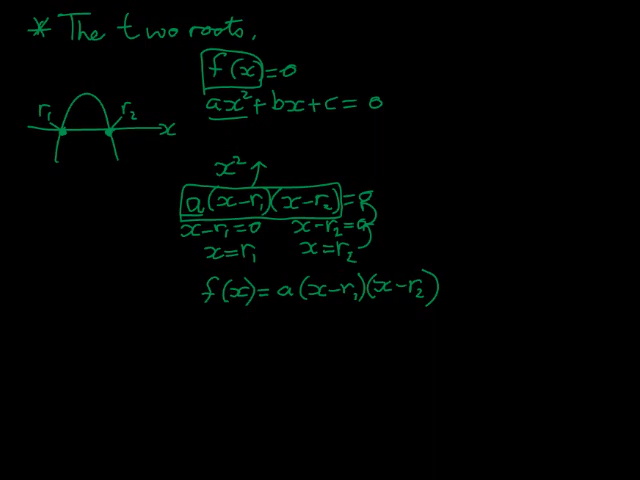 * The two roots.
f(x)=0
ax²+bx+c=0
r₁ r₂ x
x²
a(x-r₁)(x-r₂)=0
x-r₁=0 x-r₂=0
x=r₁ x=r₂
f(x)=a(x-r₁)(x-r₂)